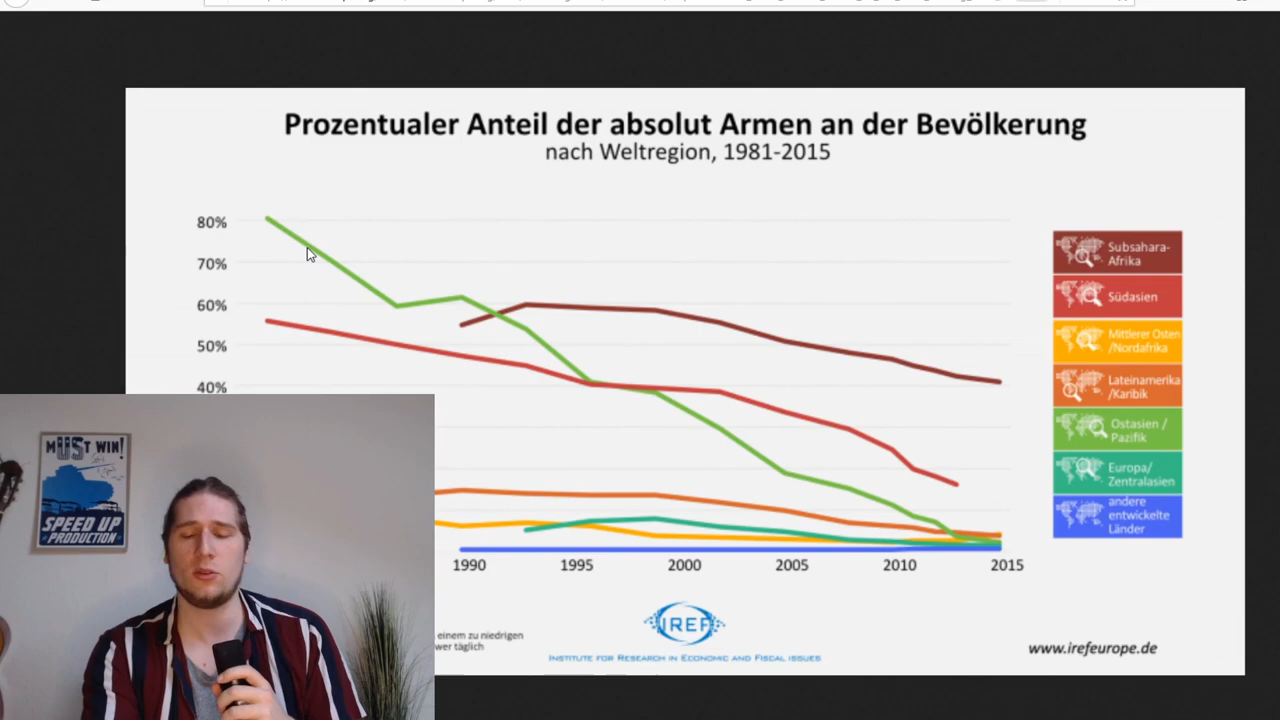 Prozentualer Anteil der absolut Armen an der Bevölkerung
nach Weltregion, 1981-2015
80%
70%
60%
50%
40%
Subsahara-
Afrika
Südasien
Mittlerer Osten
/Nordafrika
Lateinamerika
/Karibik
Ostasien /
Pazifik
Europa/
Zentralasien
andere
entwickelte
Länder
1990
1995
2000
2005
2010
2015
MUST WIN!
SPEED UP
PRODUCTION
einem zu niedrigen
wer täglich
IREF
INSTITUTE FOR RESEARCH IN ECONOMIC AND FISCAL ISSUES
www.irefeurope.de